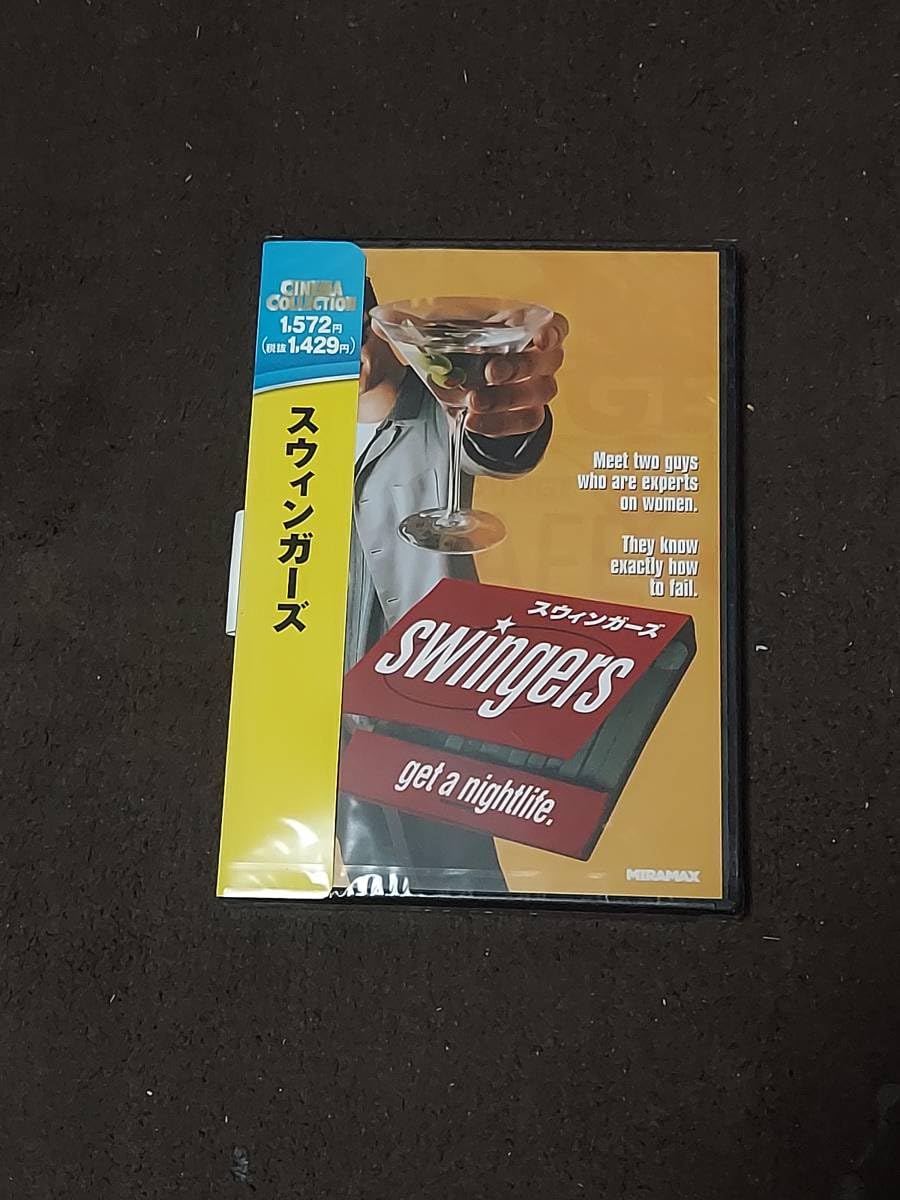 CINEMA
COLLECTION
1,572円
(税抜1,429円)
スウィンガーズ
Meet two guys
who are experts
on women.
They know
exactly how
to fail.
スウィンガーズ
swingers
get a nightlife.
MIRAMAX